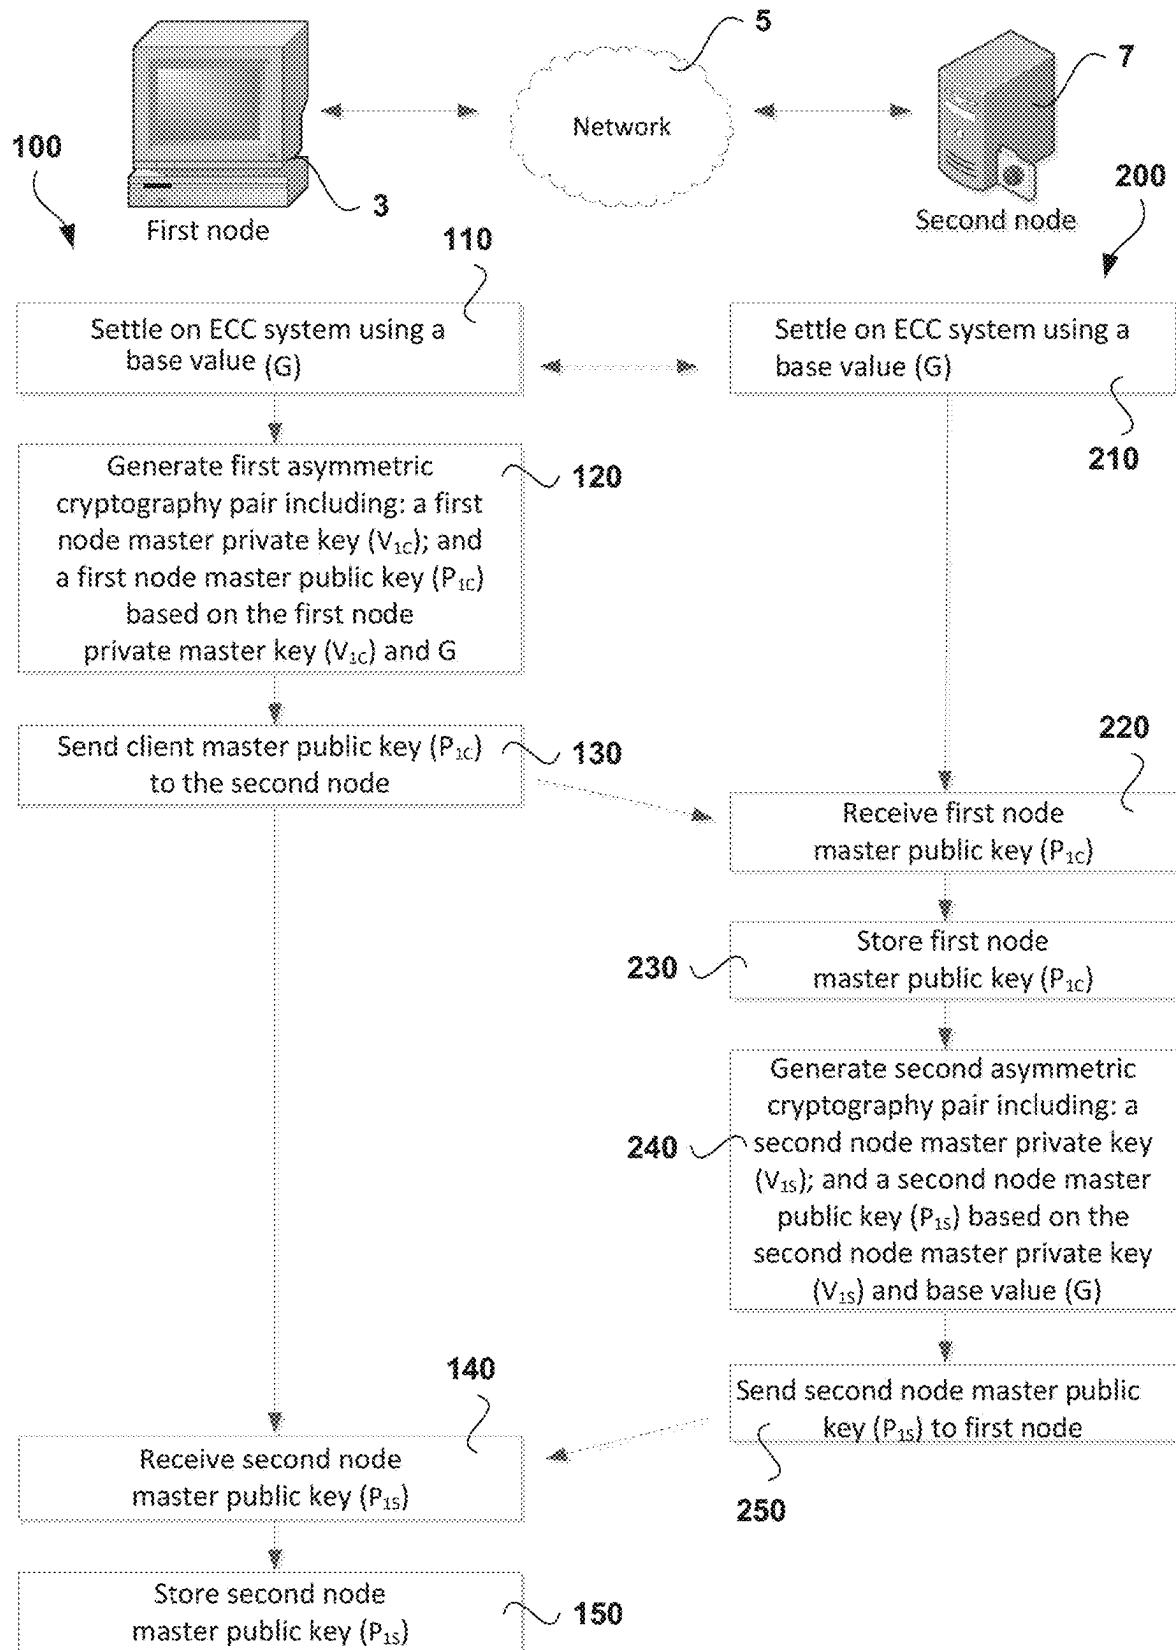 5
7
Network
100
3
200
First node
Second node
110
Settle on ECC system using a
base value (G)
Settle on ECC system using a
base value (G)
210
Generate first asymmetric
cryptography pair including: a first
node master private key (V1C); and
a first node master public key (P1C)
based on the first node
private master key (V1C) and G
120
Send client master public key (P1C)
to the second node
130
220
Receive first node
master public key (P1C)
230
Store first node
master public key (P1C)
240
Generate second asymmetric
cryptography pair including: a
second node master private key
(V1S); and a second node master
public key (P1S) based on the
second node master private key
(V1S) and base value (G)
140
Send second node master public
key (P1S) to first node
250
Receive second node
master public key (P1S)
Store second node
master public key (P1S)
150